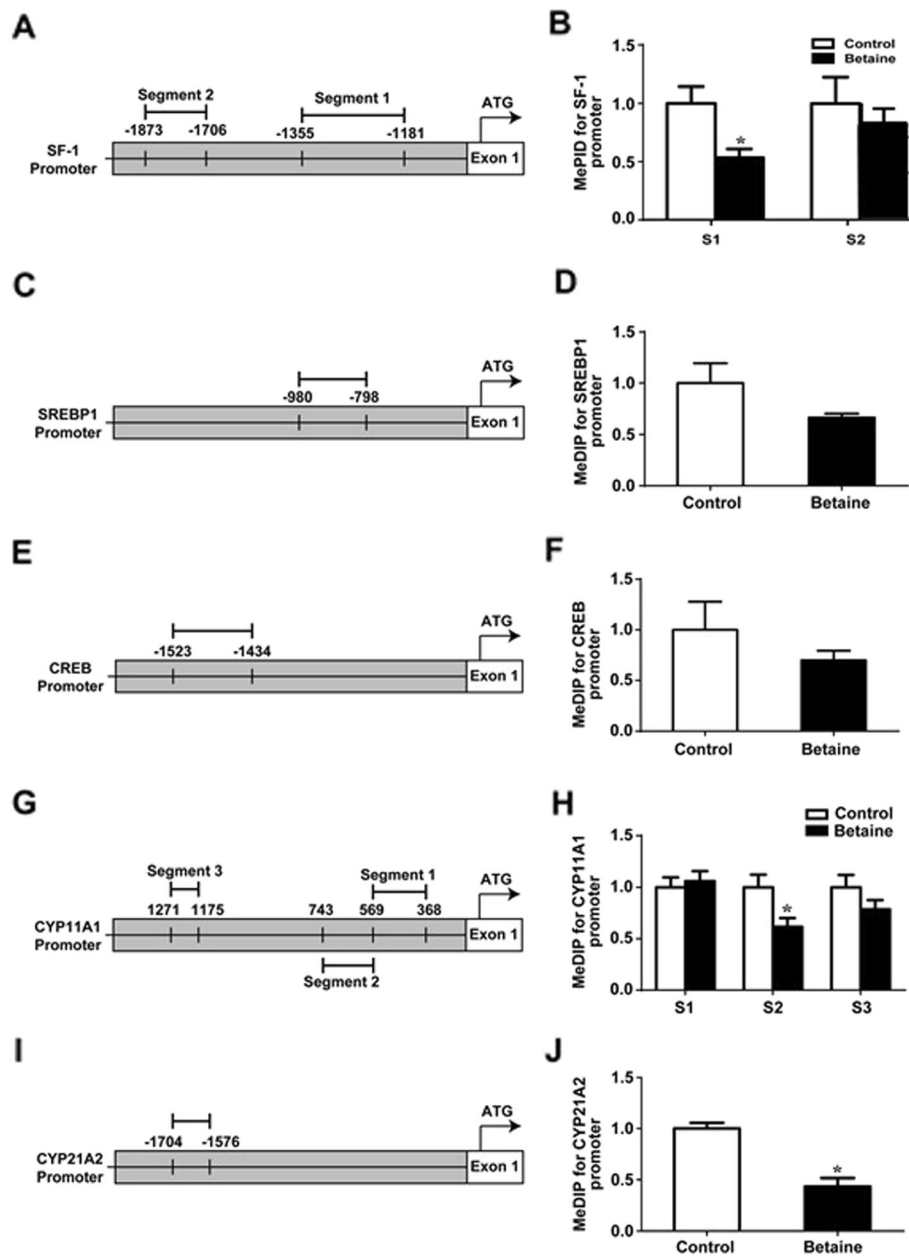 A
Segment 2
Segment 1
ATG
-1873
-1706
-1355
-1181
SF-1
Promoter
Exon 1
B
Control
Betaine
MePID for SF-1
promoter
1.5
1.0
0.5
0.0
*
S1
S2
C
ATG
-980
-798
SREBP1
Promoter
Exon 1
D
MeDIP for SREBP1
promoter
1.5
1.0
0.5
0.0
Control
Betaine
E
ATG
-1523
-1434
CREB
Promoter
Exon 1
F
MeDIP for CREB
promoter
1.5
1.0
0.5
0.0
Control
Betaine
G
Segment 3
Segment 1
ATG
1271
1175
743
569
368
CYP11A1
Promoter
Exon 1
Segment 2
H
Control
Betaine
MeDIP for CYP11A1
promoter
1.5
1.0
0.5
0.0
*
S1
S2
S3
I
ATG
-1704
-1576
CYP21A2
Promoter
Exon 1
J
MeDIP for CYP21A2
promoter
1.5
1.0
0.5
0.0
*
Control
Betaine